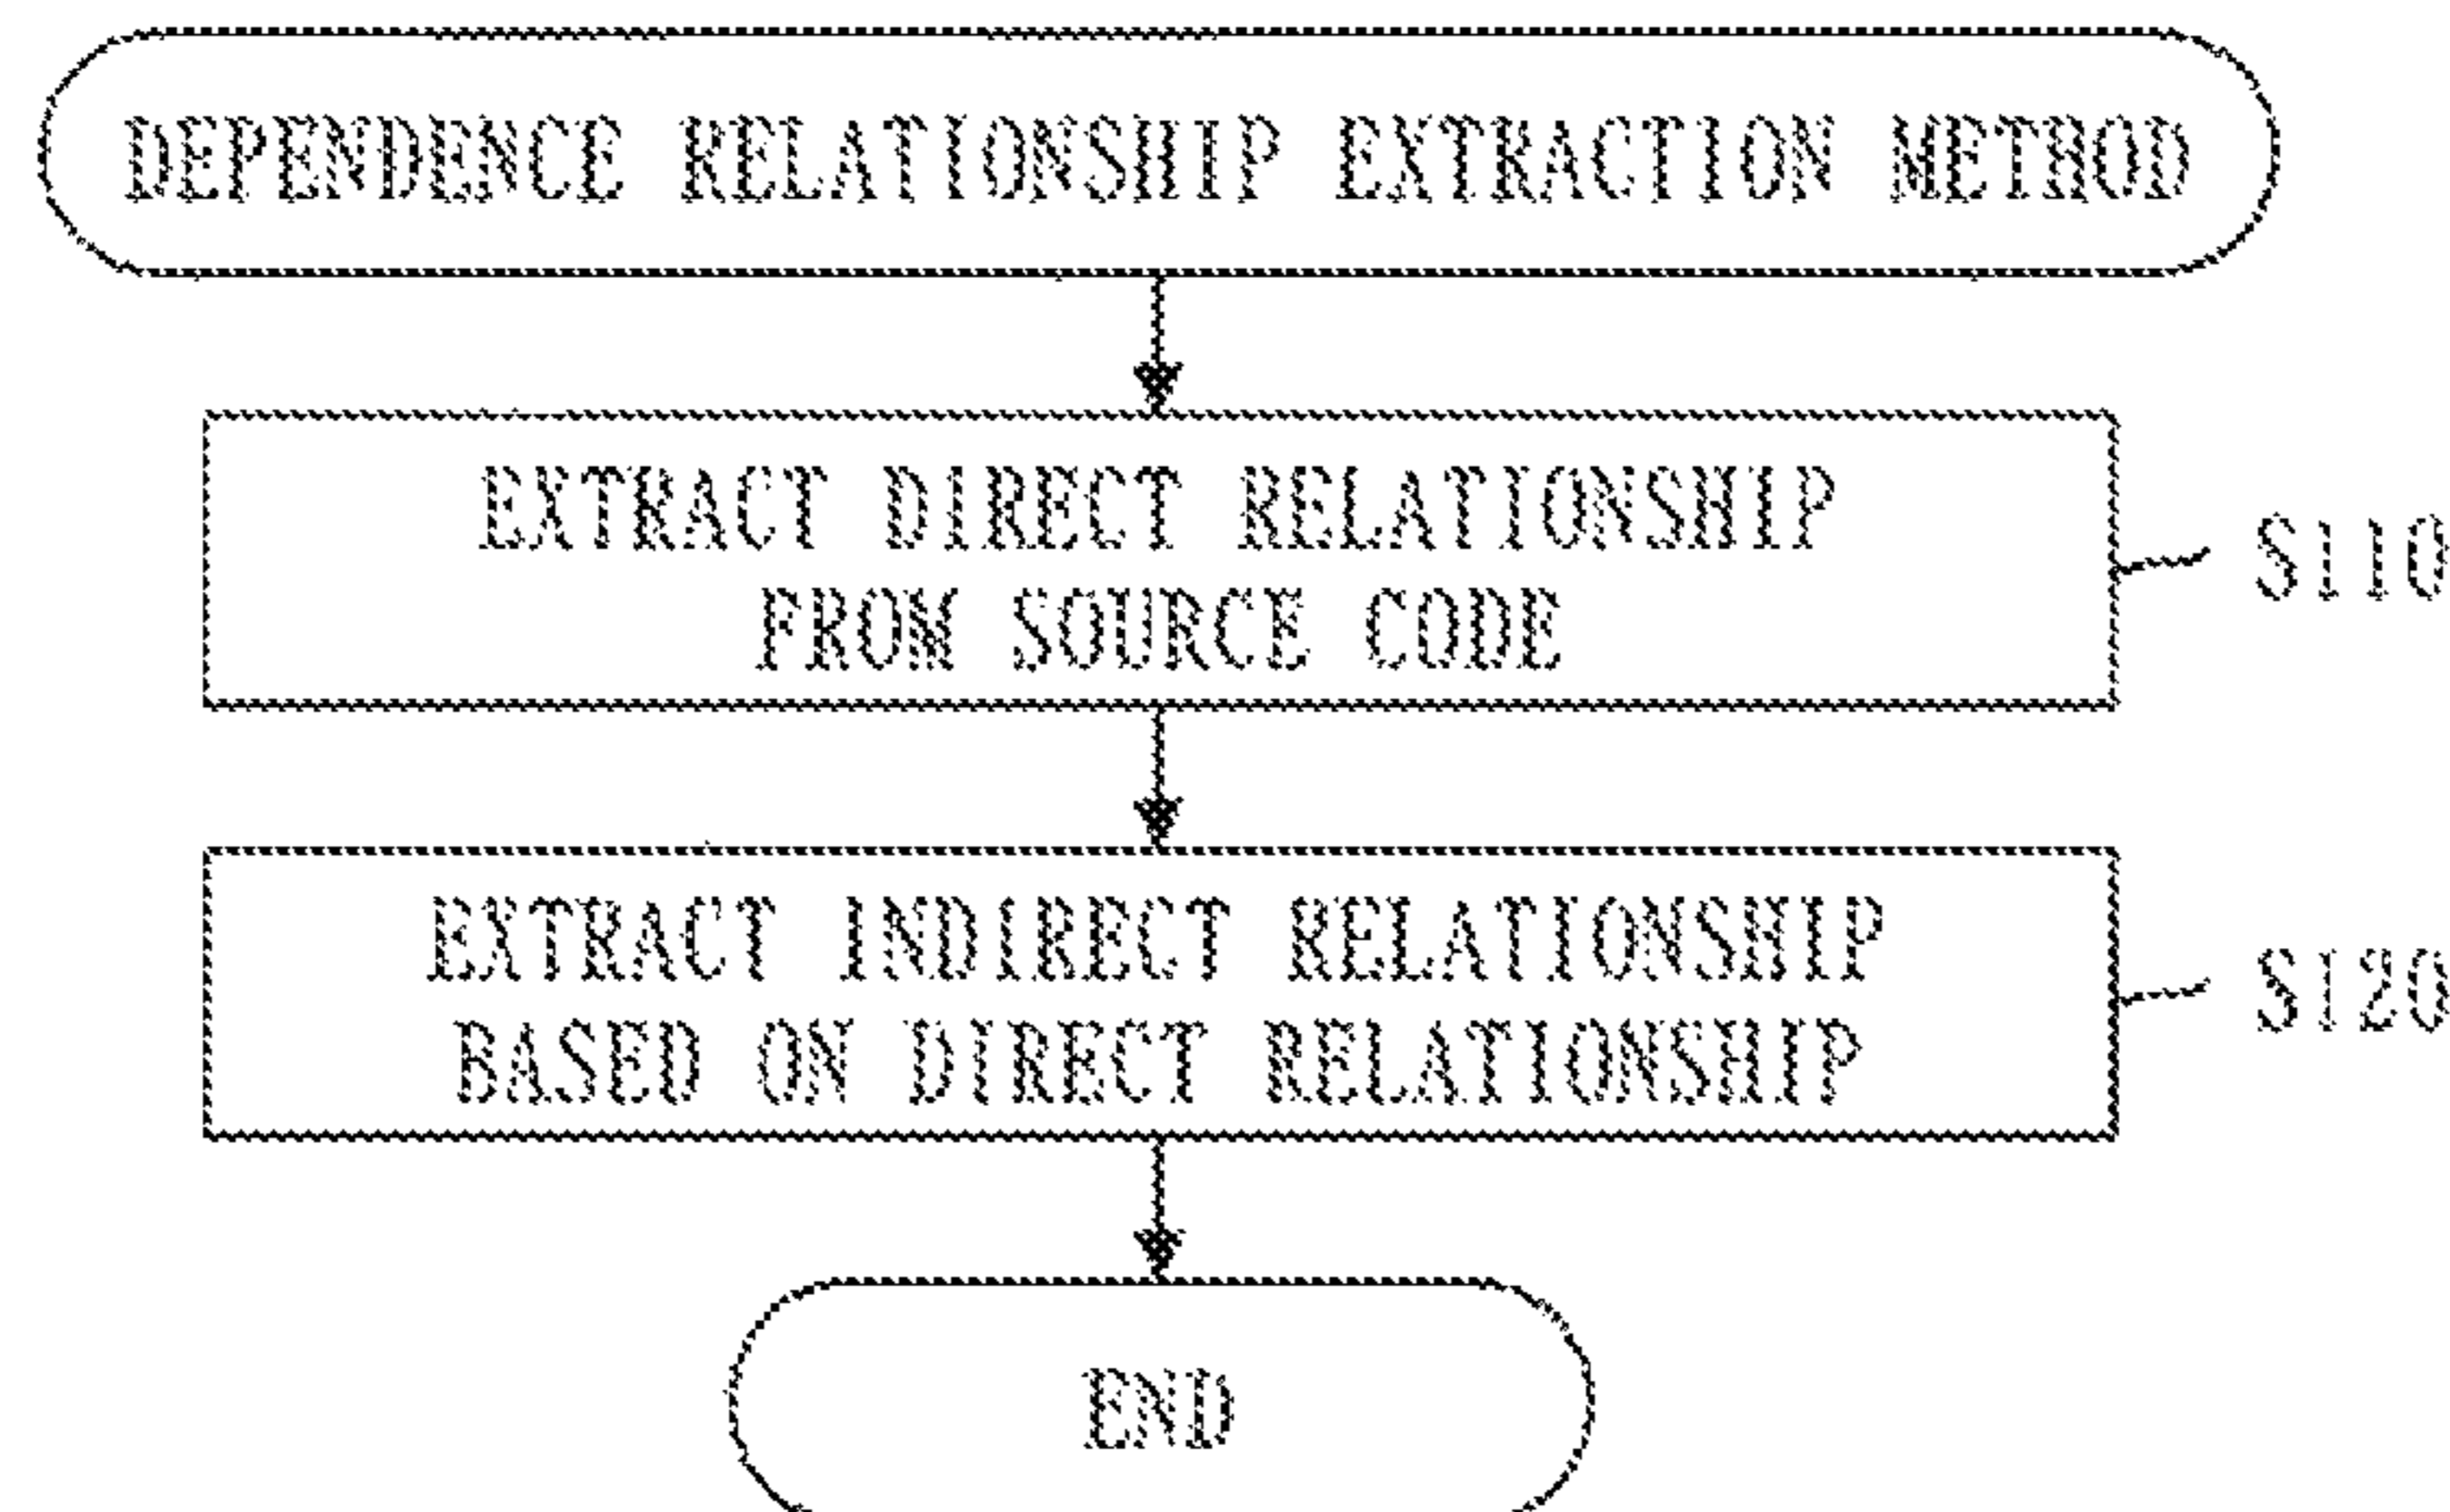 DEPENDENCE RELATIONSHIP EXTRACTION METHOD
EXTRACT DIRECT RELATIONSHIP
FROM SOURCE CODE
S110
EXTRACT INDIRECT RELATIONSHIP
BASED ON DIRECT RELATIONSHIP
S120
END